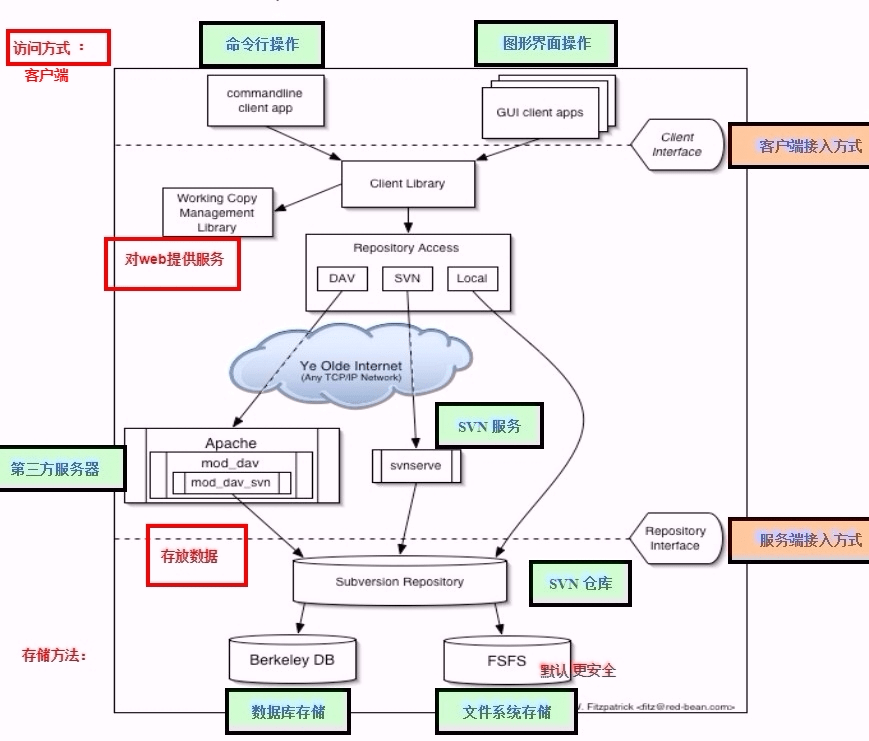 访问方式：
命令行操作
图形界面操作
客户端
commandline
client app
GUI client apps
Client
Interface
客户端接入方式
Client Library
Working Copy
Management
Library
Repository Access
对web提供服务
DAV
SVN
Local
Ye Olde Internet
(Any TCP/IP Network)
SVN 服务
Apache
mod_dav
mod_dav_svn
第三方服务器
svnserve
Repository
Interface
服务端接入方式
存放数据
Subversion Repository
SVN 仓库
存储方法：
Berkeley DB
FSFS
默认 更安全
数据库存储
文件系统存储
. Fitzpatrick <fitz@red-bean.com>